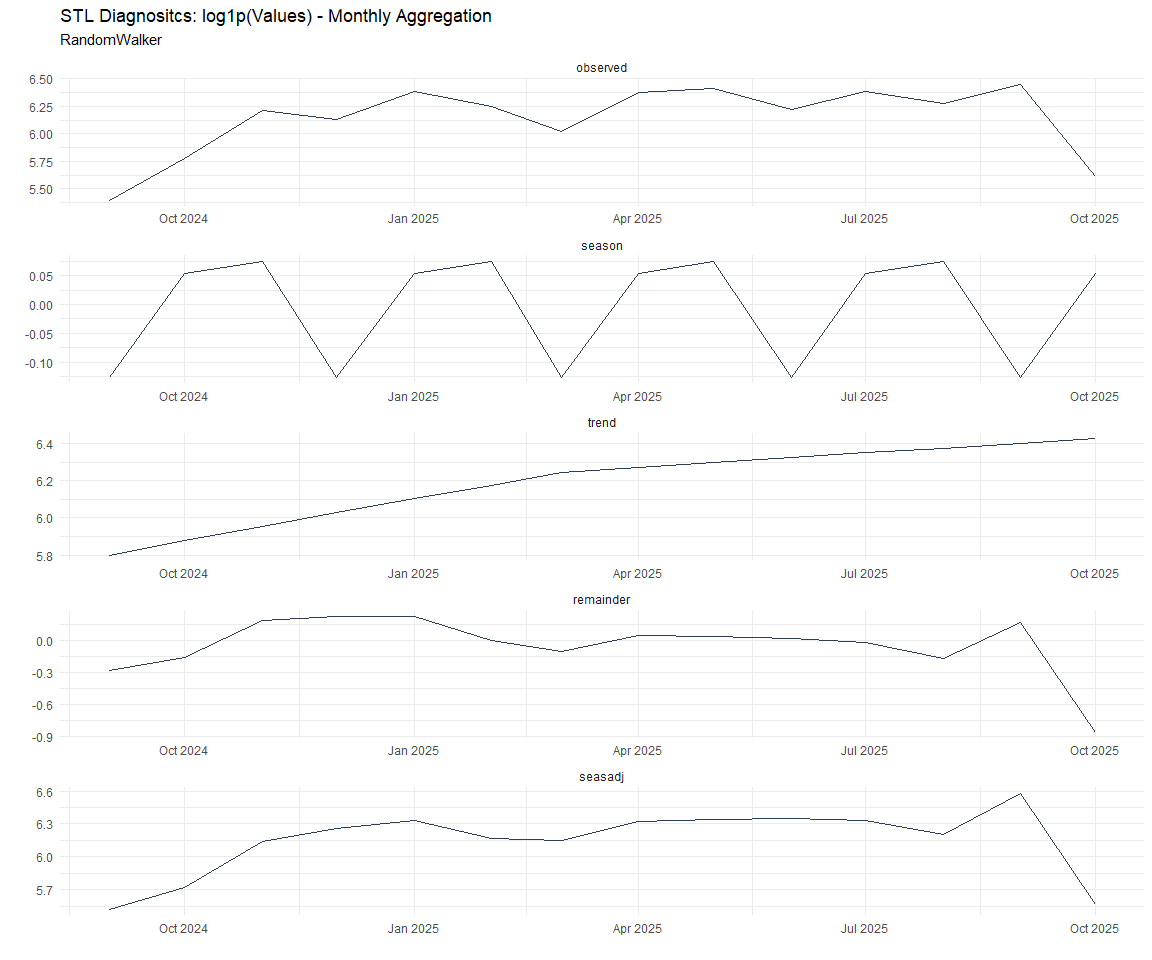 STL Diagnositcs: log1p(Values) - Monthly Aggregation
RandomWalker
observed
6.50
6.25
6.00
5.75
5.50
Oct 2024 Jan 2025 Apr 2025 Jul 2025 Oct 2025
season
0.05
0.00
-0.05
-0.10
Oct 2024 Jan 2025 Apr 2025 Jul 2025 Oct 2025
trend
6.4
6.2
6.0
5.8
Oct 2024 Jan 2025 Apr 2025 Jul 2025 Oct 2025
remainder
0.0
-0.3
-0.6
-0.9
Oct 2024 Jan 2025 Apr 2025 Jul 2025 Oct 2025
seasadj
6.6
6.3
6.0
5.7
Oct 2024 Jan 2025 Apr 2025 Jul 2025 Oct 2025